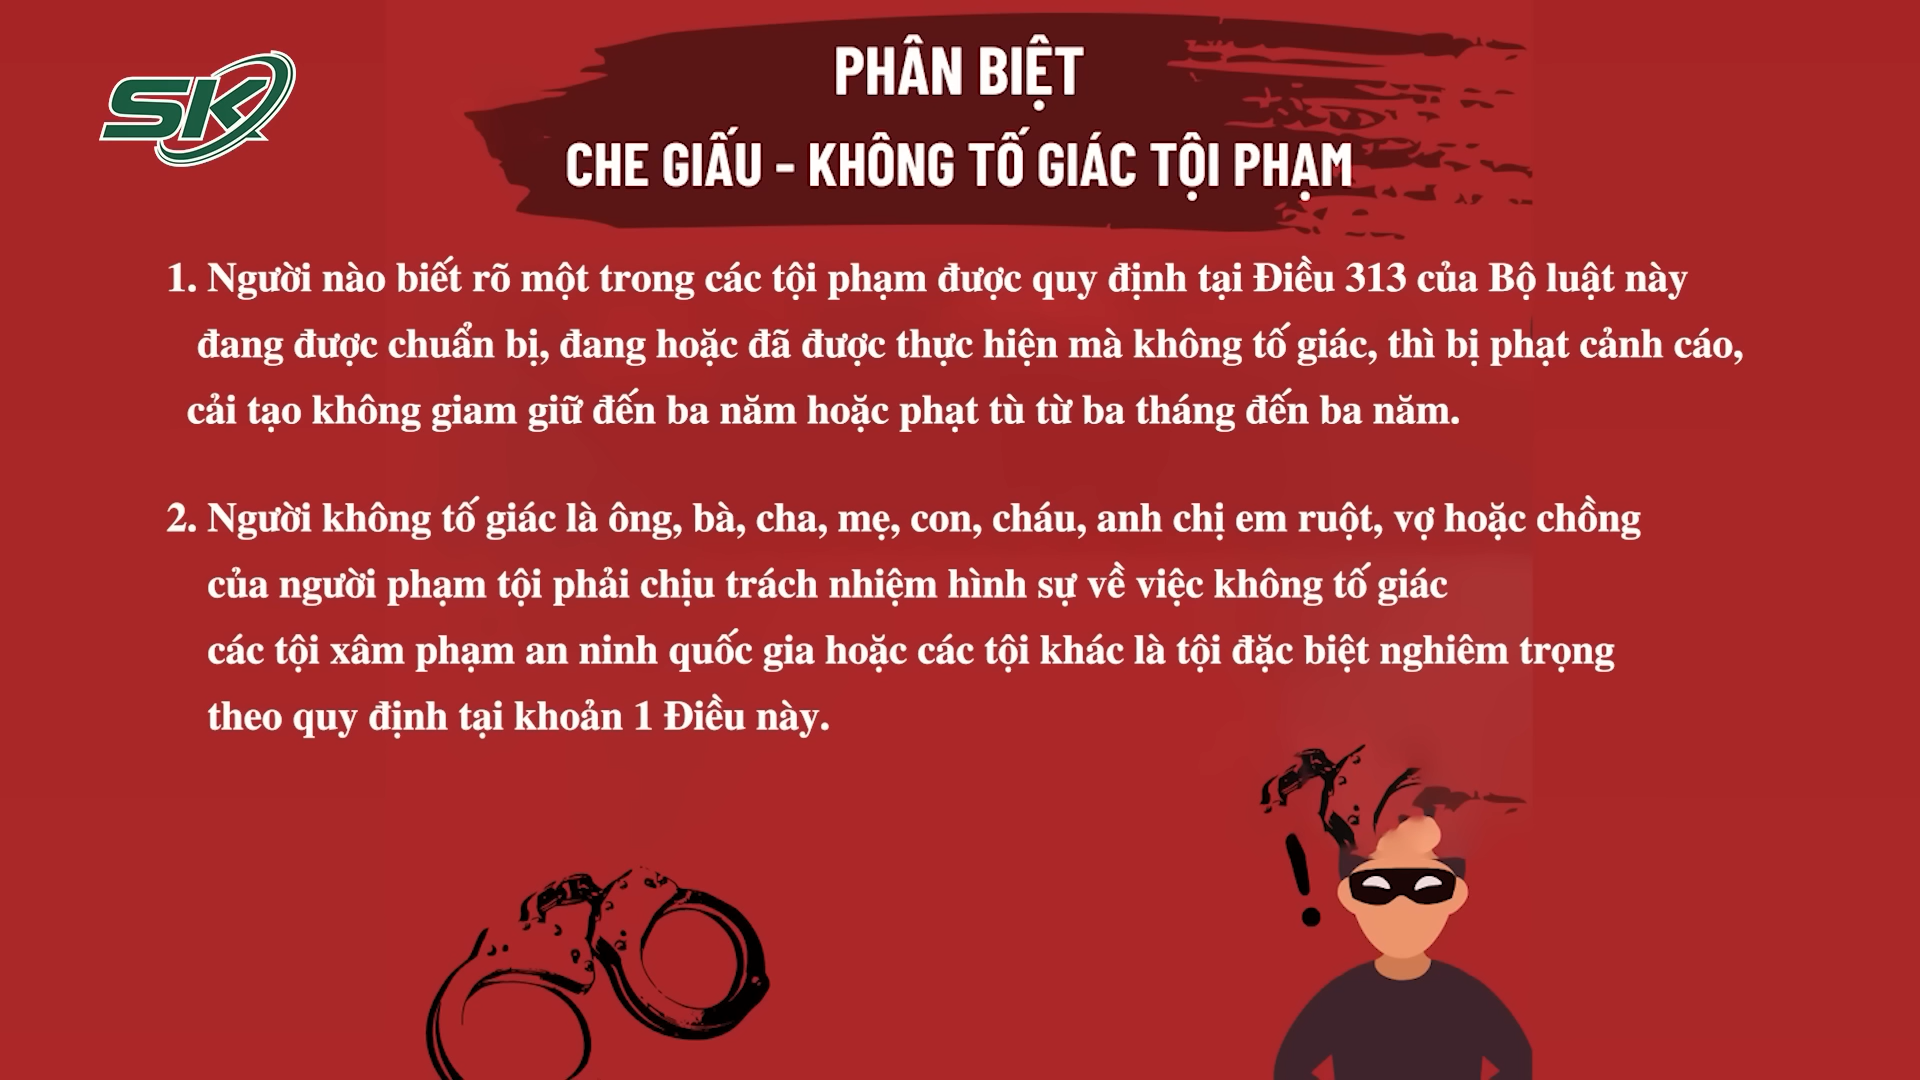 SK
PHÂN BIỆT
CHE GIẤU - KHÔNG TỐ GIÁC TỘI PHẠM
1. Người nào biết rõ một trong các tội phạm được quy định tại Điều 313 của Bộ luật này
đang được chuẩn bị, đang hoặc đã được thực hiện mà không tố giác, thì bị phạt cảnh cáo,
cải tạo không giam giữ đến ba năm hoặc phạt tù từ ba tháng đến ba năm.
2. Người không tố giác là ông, bà, cha, mẹ, con, cháu, anh chị em ruột, vợ hoặc chồng
của người phạm tội phải chịu trách nhiệm hình sự về việc không tố giác
các tội xâm phạm an ninh quốc gia hoặc các tội khác là tội đặc biệt nghiêm trọng
theo quy định tại khoản 1 Điều này.